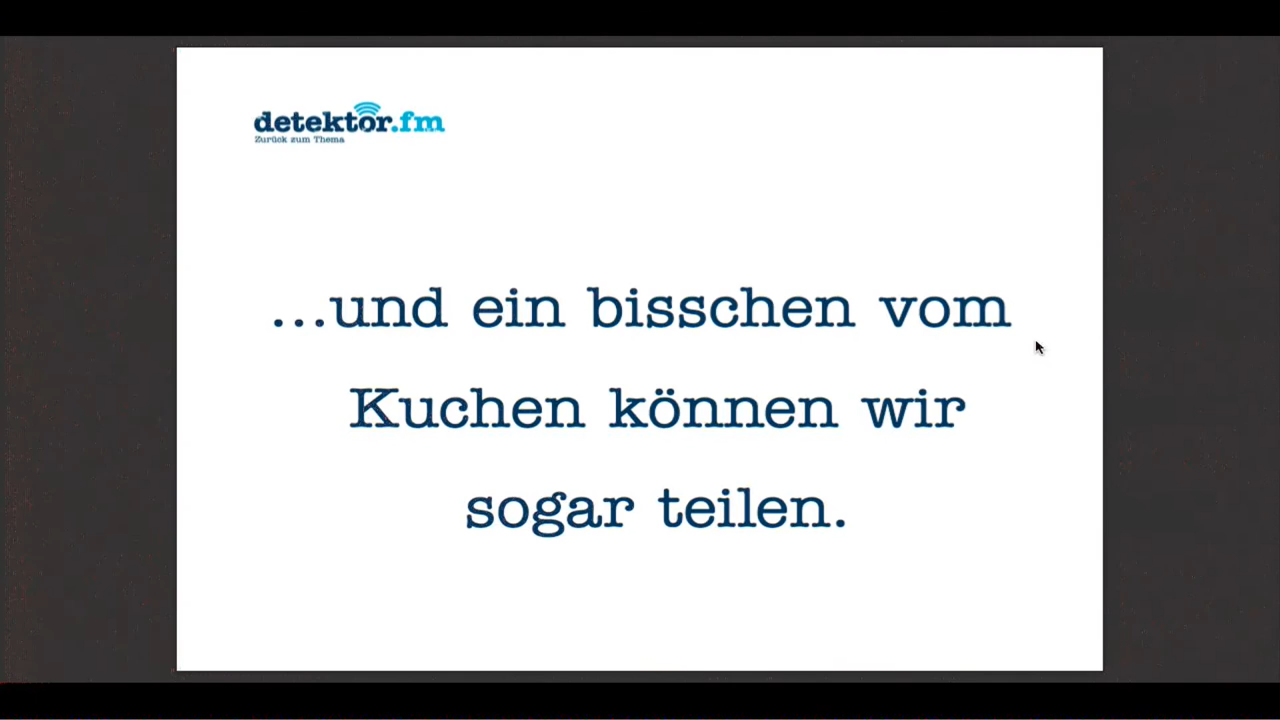 detektor.fm
Zurück zum Thema
...und ein bisschen vom
Kuchen können wir
sogar teilen.